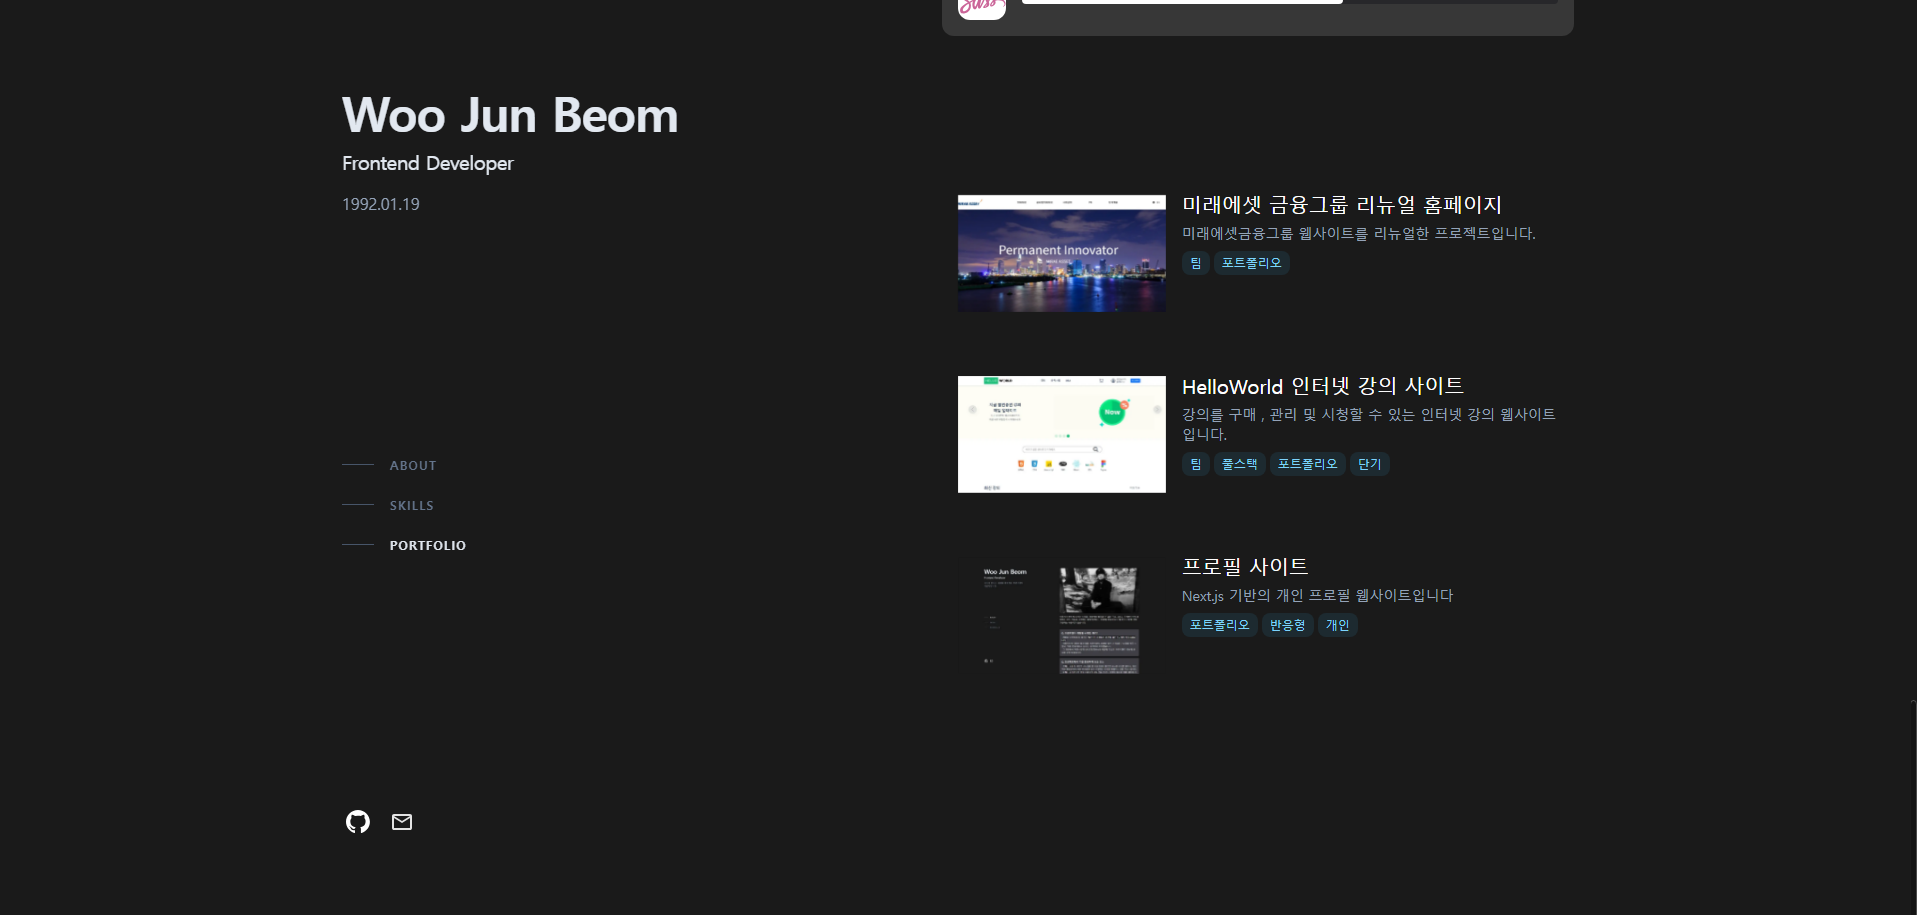 Sass
Woo Jun Beom
Frontend Developer
1992.01.19
ABOUT
SKILLS
PORTFOLIO
Permanent Innovator
미래에셋 금융그룹 리뉴얼 홈페이지
미래에셋금융그룹 웹사이트를 리뉴얼한 프로젝트입니다.
팀 포트폴리오
Now
HelloWorld 인터넷 강의 사이트
강의를 구매 , 관리 및 시청할 수 있는 인터넷 강의 웹사이트
입니다.
팀 풀스택 포트폴리오 단기
Woo Jun Beom
프로필 사이트
Next.js 기반의 개인 프로필 웹사이트입니다
포트폴리오 반응형 개인